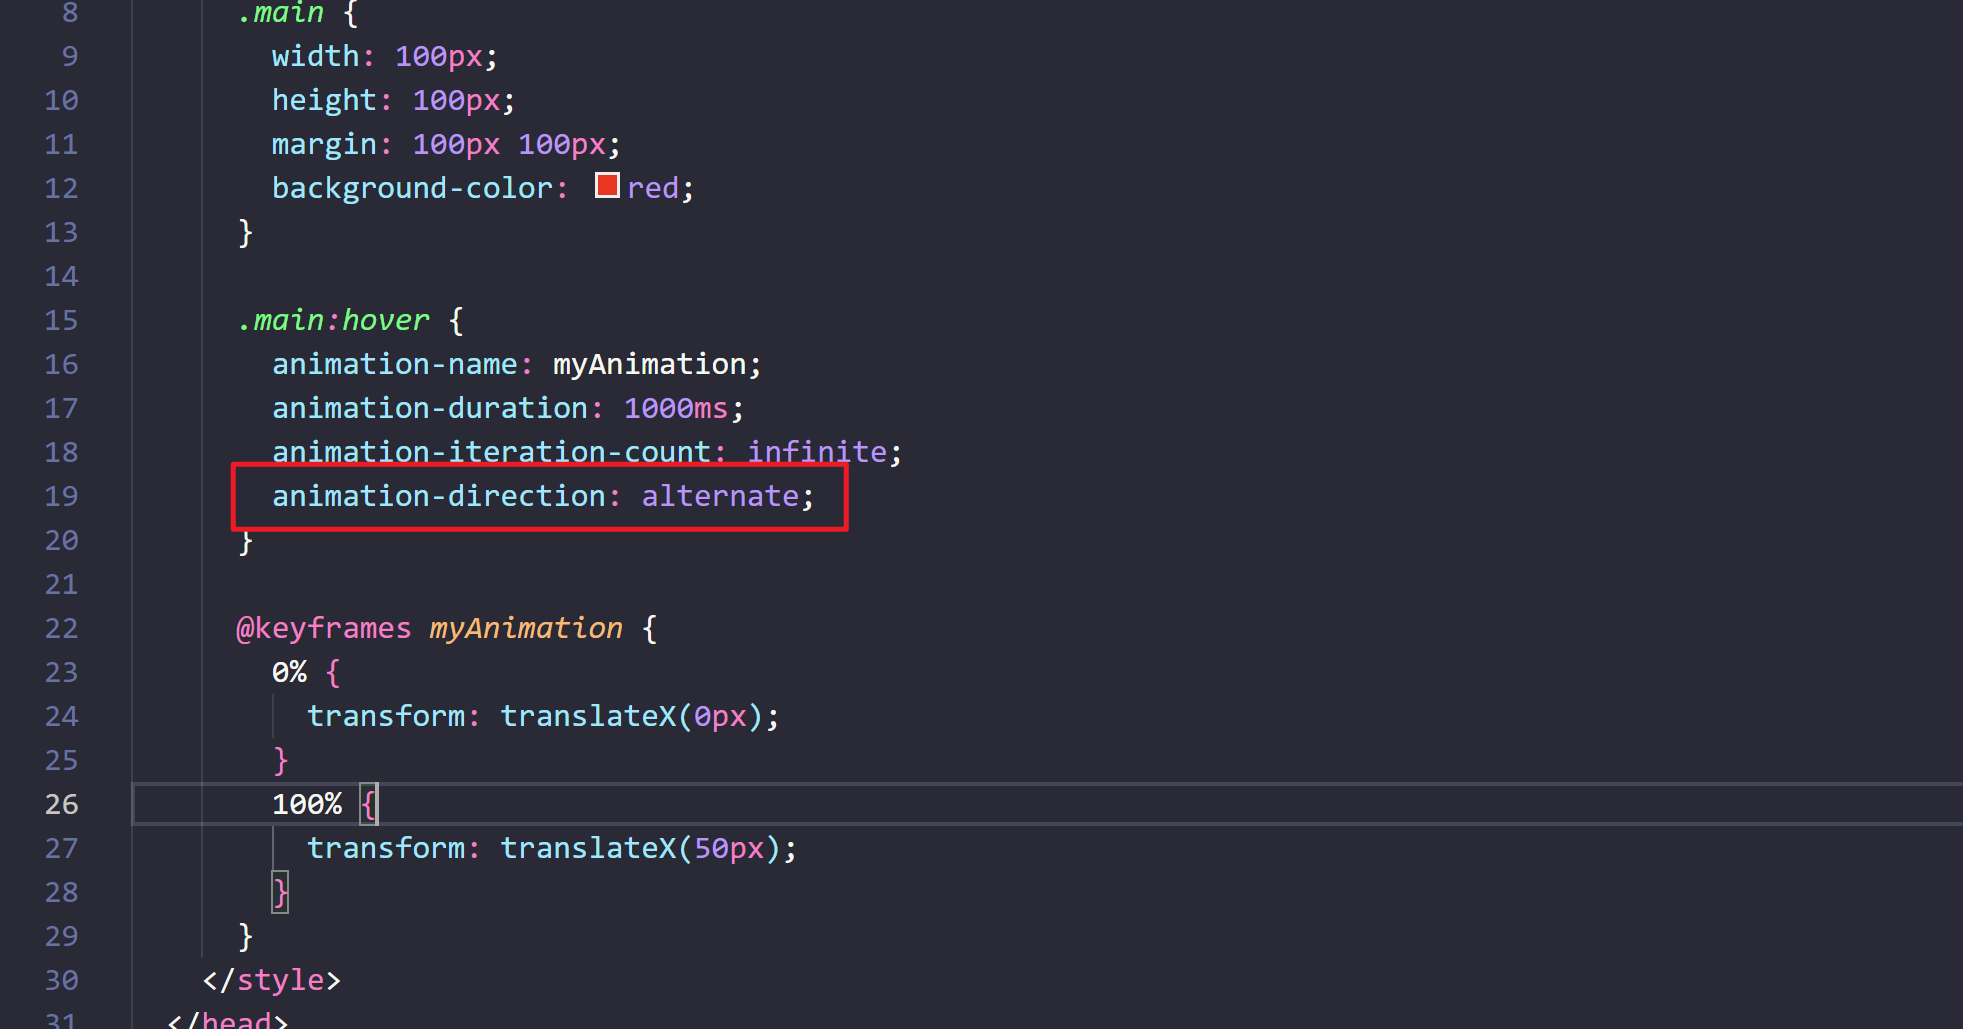 8 .main {
9 width: 100px;
10 height: 100px;
11 margin: 100px 100px;
12 background-color: red;
13 }
14
15 .main:hover {
16 animation-name: myAnimation;
17 animation-duration: 1000ms;
18 animation-iteration-count: infinite;
19 animation-direction: alternate;
20 }
21
22 @keyframes myAnimation {
23 0% {
24 transform: translateX(0px);
25 }
26 100% {
27 transform: translateX(50px);
28 }
29 }
30 </style>
31 </head>